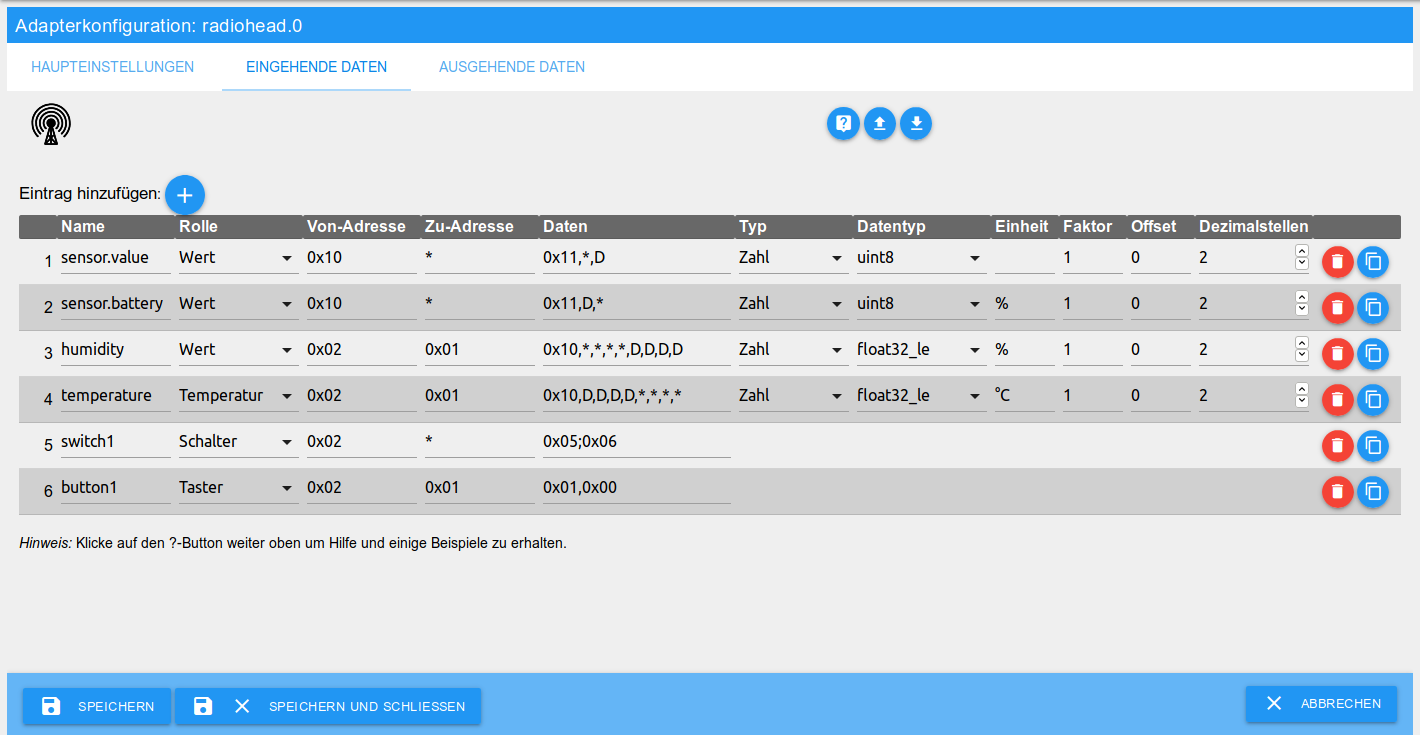 Adapterkonfiguration: radiohead.0
HAUPTEINSTELLUNGEN EINGEHENDE DATEN AUSGEHENDE DATEN
?
Eintrag hinzufügen: +
Name Rolle Von-Adresse Zu-Adresse Daten Typ Datentyp Einheit Faktor Offset Dezimalstellen
1 sensor.value Wert 0x10 * 0x11,*,D Zahl uint8 1 0 2
2 sensor.battery Wert 0x10 * 0x11,D,* Zahl uint8 % 1 0 2
3 humidity Wert 0x02 0x01 0x10,*,*,*,*,D,D,D,D Zahl float32_le % 1 0 2
4 temperature Temperatur 0x02 0x01 0x10,D,D,D,D,*,*,*,* Zahl float32_le °C 1 0 2
5 switch1 Schalter 0x02 * 0x05;0x06
6 button1 Taster 0x02 0x01 0x01,0x00
Hinweis: Klicke auf den ?-Button weiter oben um Hilfe und einige Beispiele zu erhalten.
SPEICHERN SPEICHERN UND SCHLIESSEN ABBRECHEN